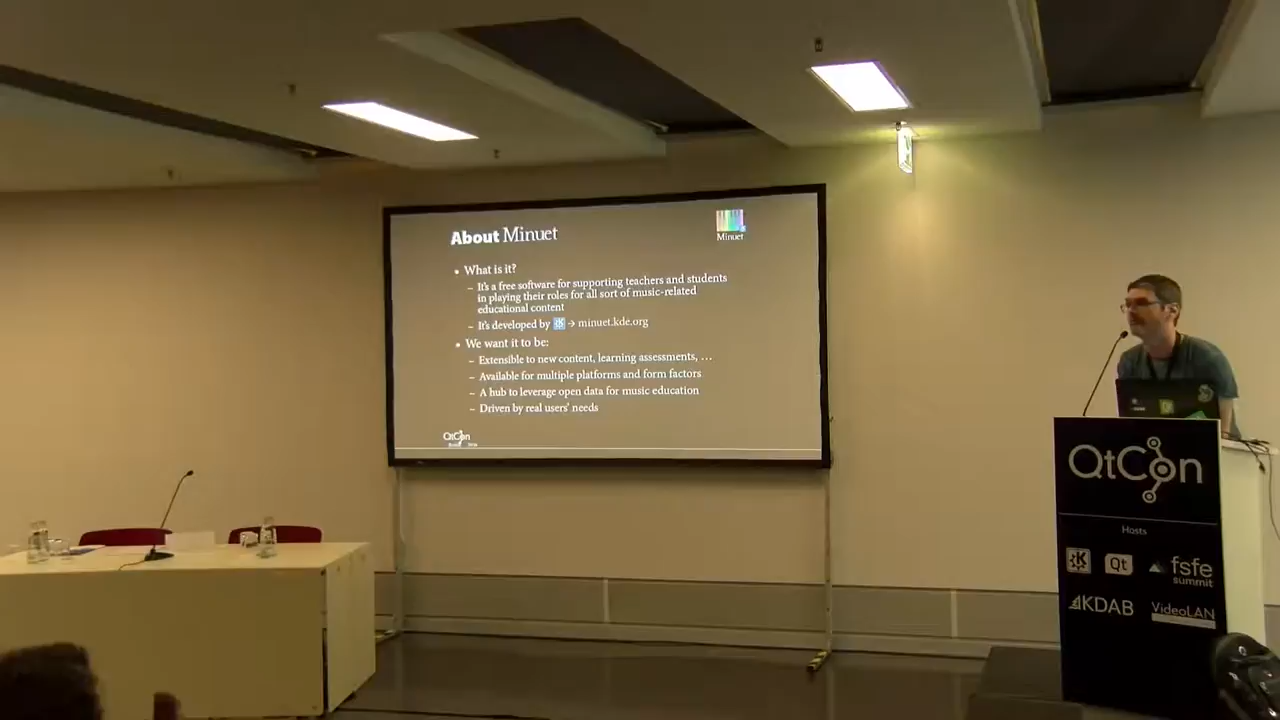 About Minuet
Minuet
• What is it?
– It's a free software for supporting teachers and students
in playing their roles for all sort of music-related
educational content
– It's developed by → minuet.kde.org
• We want it to be:
– Extensible to new content, learning assessments, …
– Available for multiple platforms and form factors
– A hub to leverage open data for music education
– Driven by real users' needs
QtCon
QtCon
Hosts
Qt
fsfe
summit
KDAB
VideoLAN